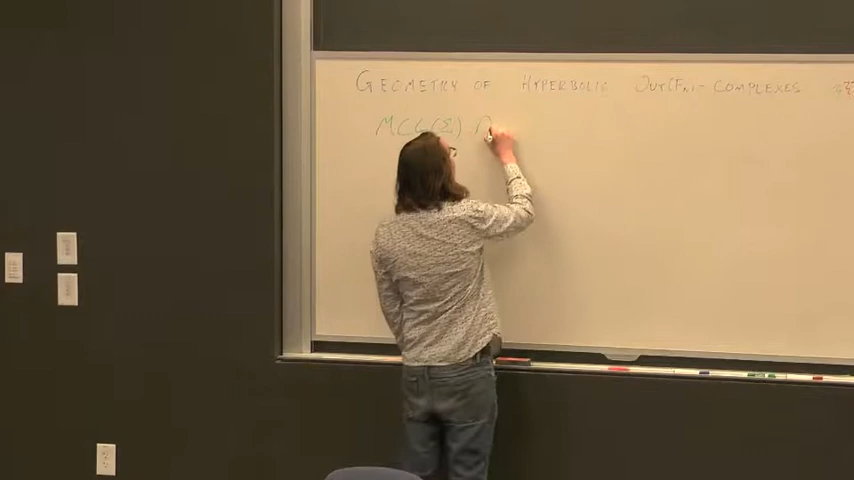 GEOMETRY OF HYPERBOLIC OUT(Fn)-COMPLEXES
MCG(Σ)